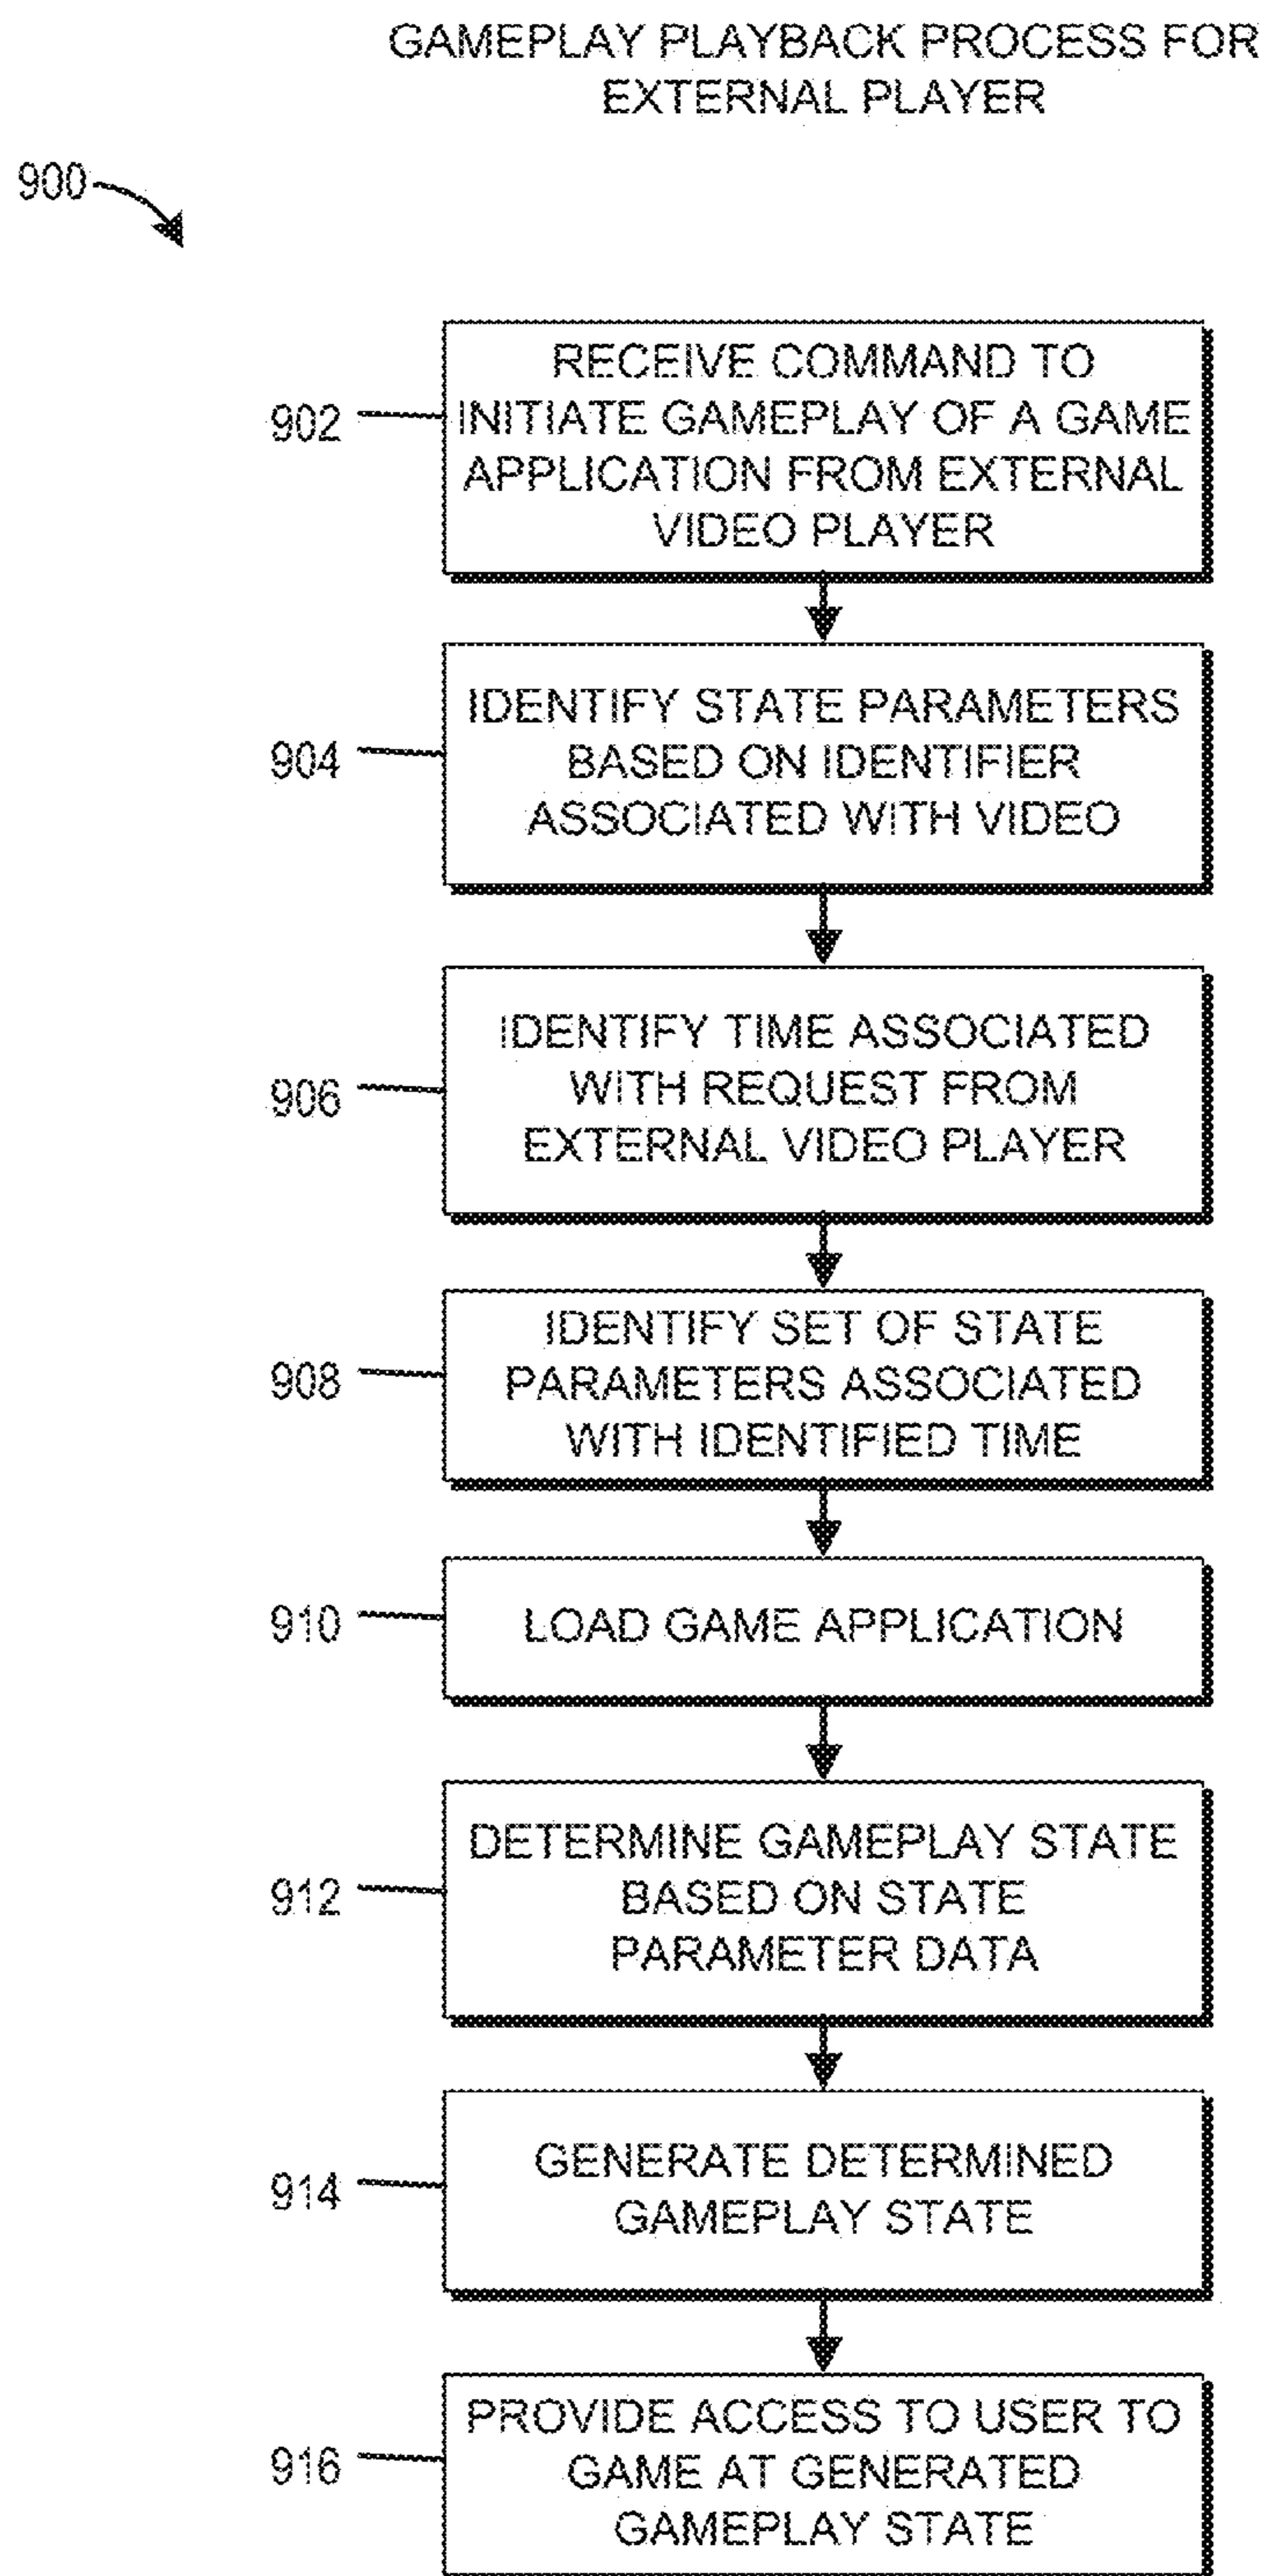 GAMEPLAY PLAYBACK PROCESS FOR
EXTERNAL PLAYER
900
902
RECEIVE COMMAND TO
INITIATE GAMEPLAY OF A GAME
APPLICATION FROM EXTERNAL
VIDEO PLAYER
904
IDENTIFY STATE PARAMETERS
BASED ON IDENTIFIER
ASSOCIATED WITH VIDEO
906
IDENTIFY TIME ASSOCIATED
WITH REQUEST FROM
EXTERNAL VIDEO PLAYER
908
IDENTIFY SET OF STATE
PARAMETERS ASSOCIATED
WITH IDENTIFIED TIME
910
LOAD GAME APPLICATION
912
DETERMINE GAMEPLAY STATE
BASED ON STATE
PARAMETER DATA
914
GENERATE DETERMINED
GAMEPLAY STATE
916
PROVIDE ACCESS TO USER TO
GAME AT GENERATED
GAMEPLAY STATE